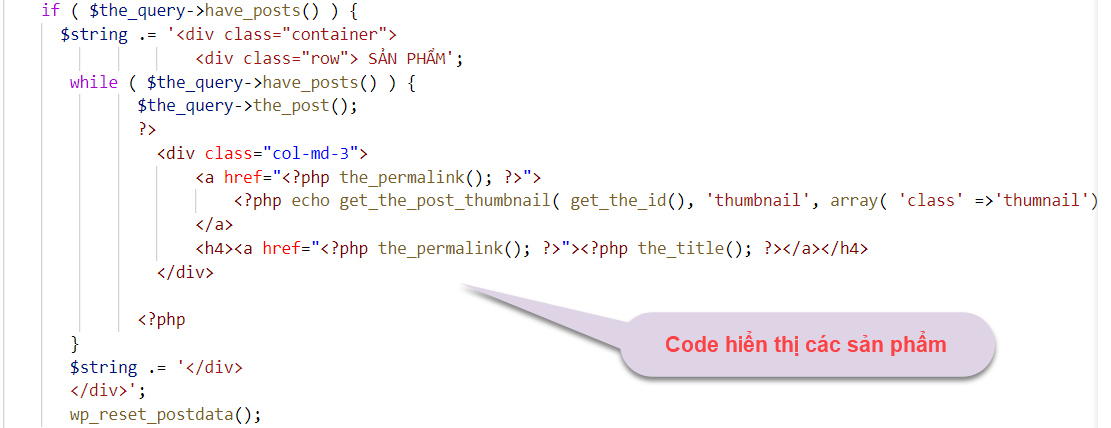 if ( $the_query->have_posts() ) {
$string .= '<div class="container">
<div class="row"> SẢN PHẨM';
while ( $the_query->have_posts() ) {
$the_query->the_post();
?>
<div class="col-md-3">
<a href="<?php the_permalink(); ?>">
<?php echo get_the_post_thumbnail( get_the_id(), 'thumbnail', array( 'class' =>'thumnail')
</a>
<h4><a href="<?php the_permalink(); ?>"><?php the_title(); ?></a></h4>
</div>
<?php
}
Code hiển thị các sản phẩm
$string .= '</div>
</div>';
wp_reset_postdata();